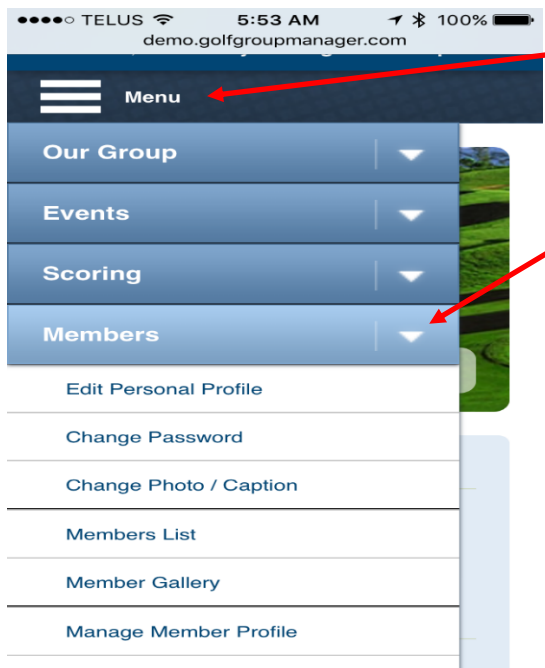 TELUS 5:53 AM 100%
demo.golfgroupmanager.com
Menu
Our Group
Events
Scoring
Members
Edit Personal Profile
Change Password
Change Photo / Caption
Members List
Member Gallery
Manage Member Profile